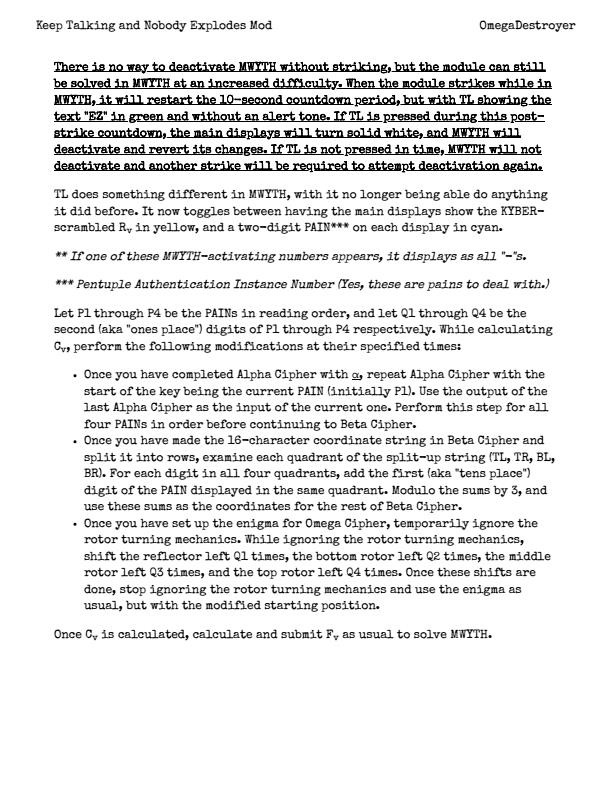 Keep Talking and Nobody Explodes Mod OmegaDestroyer
There is no way to deactivate MWYTH without striking, but the module can still
be solved in MWYTH at an increased difficulty. When the module strikes while in
MWYTH, it will restart the 10-second countdown period, but with TL showing the
text "EZ" in green and without an alert tone. If TL is pressed during this post-
strike countdown, the main displays will turn solid white, and MWYTH will
deactivate and revert its changes. If TL is not pressed in time, MWYTH will not
deactivate and another strike will be required to attempt deactivation again.
TL does something different in MWYTH, with it no longer being able do anything
it did before. It now toggles between having the main displays show the KYBER-
scrambled Rᵥ in yellow, and a two-digit PAIN*** on each display in cyan.
** If one of these MWYTH-activating numbers appears, it displays as all "-"s.
*** Pentuple Authentication Instance Number (Yes, these are pains to deal with.)
Let P1 through P4 be the PAINs in reading order, and let Q1 through Q4 be the
second (aka "ones place") digits of P1 through P4 respectively. While calculating
Cᵥ, perform the following modifications at their specified times:
• Once you have completed Alpha Cipher with α, repeat Alpha Cipher with the
start of the key being the current PAIN (initially P1). Use the output of the
last Alpha Cipher as the input of the current one. Perform this step for all
four PAINs in order before continuing to Beta Cipher.
• Once you have made the 16-character coordinate string in Beta Cipher and
split it into rows, examine each quadrant of the split-up string (TL, TR, BL,
BR). For each digit in all four quadrants, add the first (aka "tens place")
digit of the PAIN displayed in the same quadrant. Modulo the sums by 3, and
use these sums as the coordinates for the rest of Beta Cipher.
• Once you have set up the enigma for Omega Cipher, temporarily ignore the
rotor turning mechanics. While ignoring the rotor turning mechanics,
shift the reflector left Q1 times, the bottom rotor left Q2 times, the middle
rotor left Q3 times, and the top rotor left Q4 times. Once these shifts are
done, stop ignoring the rotor turning mechanics and use the enigma as
usual, but with the modified starting position.
Once Cᵥ is calculated, calculate and submit Fᵥ as usual to solve MWYTH.